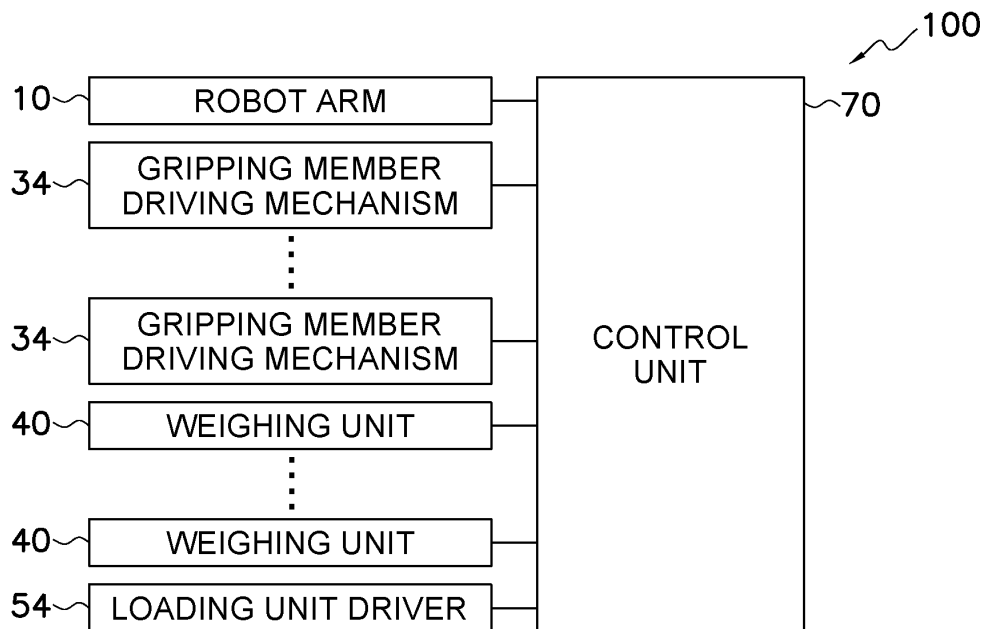 100
10 ROBOT ARM
70
34 GRIPPING MEMBER
DRIVING MECHANISM
34 GRIPPING MEMBER
DRIVING MECHANISM
CONTROL
UNIT
40 WEIGHING UNIT
40 WEIGHING UNIT
54 LOADING UNIT DRIVER